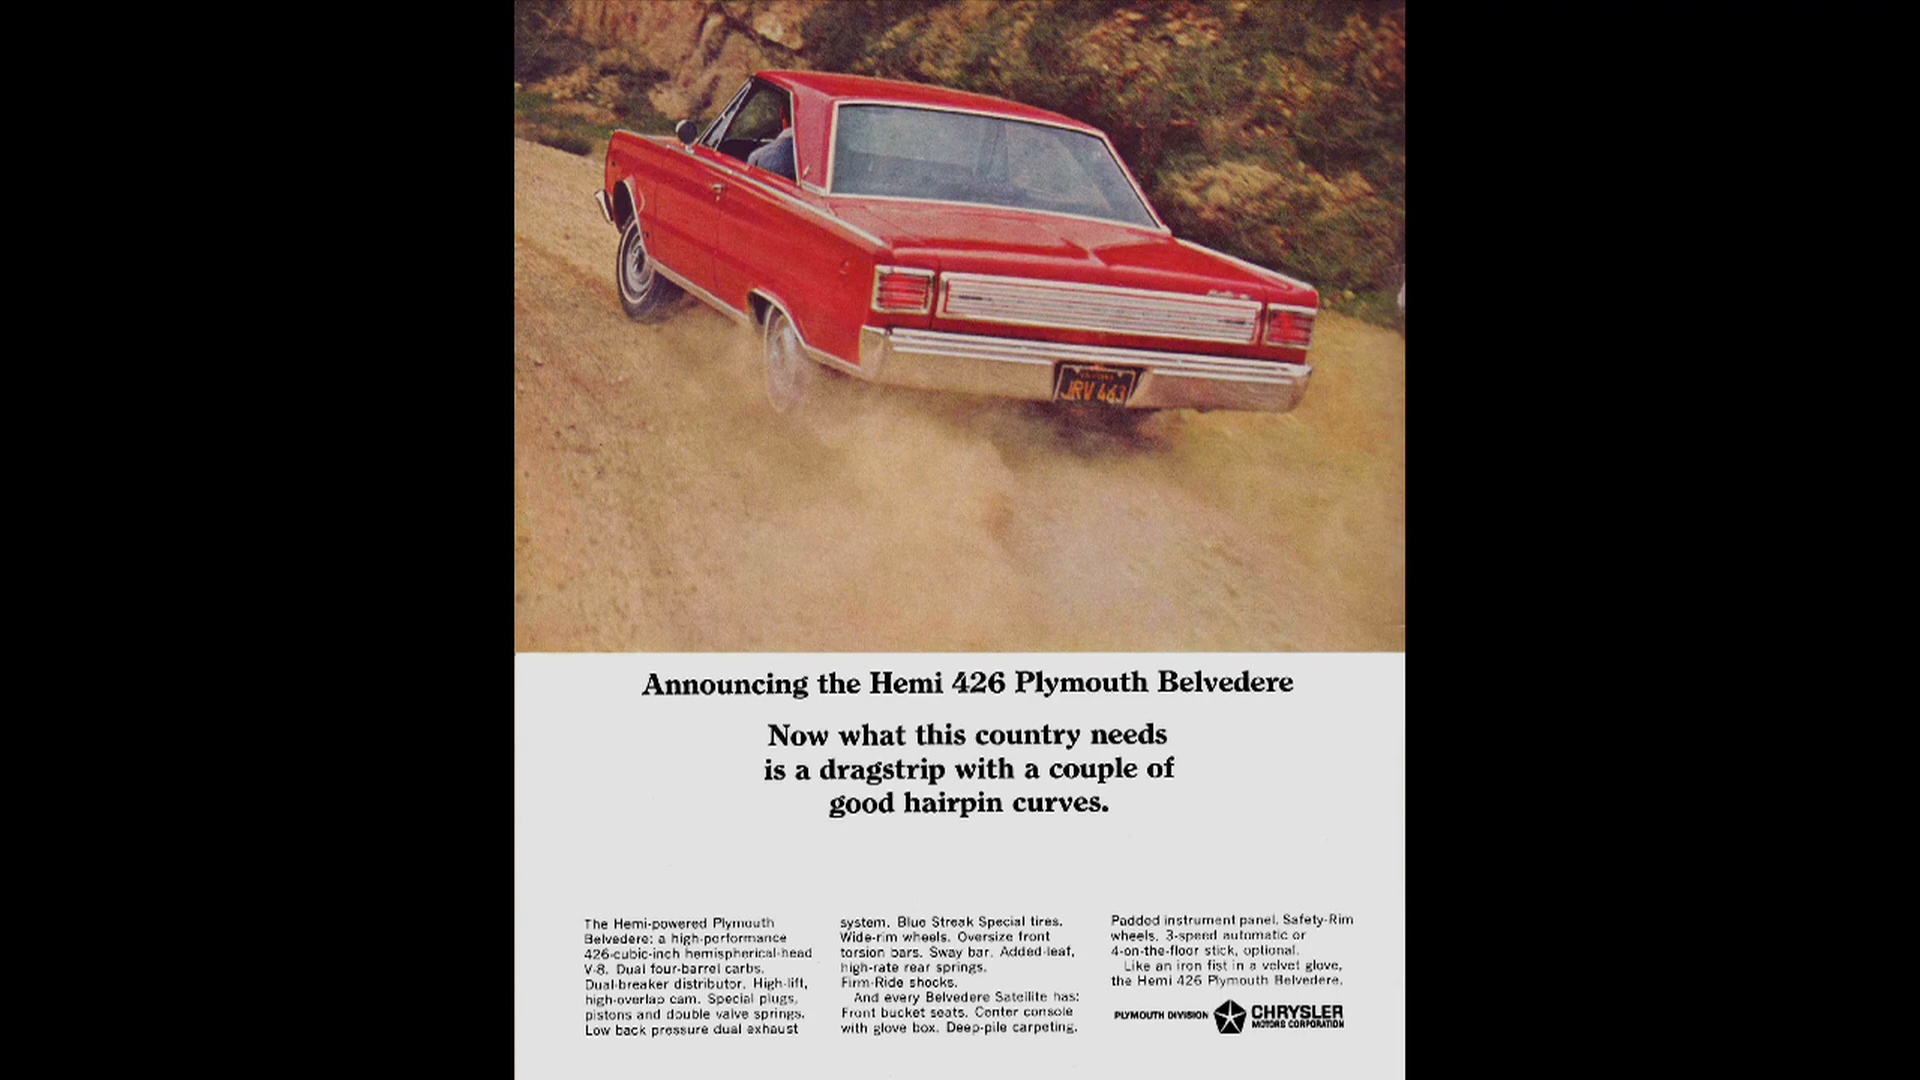 JRV 463
Announcing the Hemi 426 Plymouth Belvedere
Now what this country needs
is a dragstrip with a couple of
good hairpin curves.
The Hemi-powered Plymouth
Belvedere: a high-performance
426-cubic-inch hemispherical-head
V-8. Dual four-barrel carbs.
Dual-breaker distributor. High-lift,
high-overlap cam. Special plugs,
pistons and double valve springs.
Low back pressure dual exhaust
system. Blue Streak Special tires.
Wide-rim wheels. Oversize front
torsion bars. Sway bar. Added-leaf,
high-rate rear springs.
Firm-Ride shocks.
And every Belvedere Satellite has:
Front bucket seats. Center console
with glove box. Deep-pile carpeting.
Padded instrument panel. Safety-Rim
wheels. 3-speed automatic or
4-on-the-floor stick, optional.
Like an iron fist in a velvet glove,
the Hemi 426 Plymouth Belvedere.
PLYMOUTH DIVISION CHRYSLER
MOTORS CORPORATION